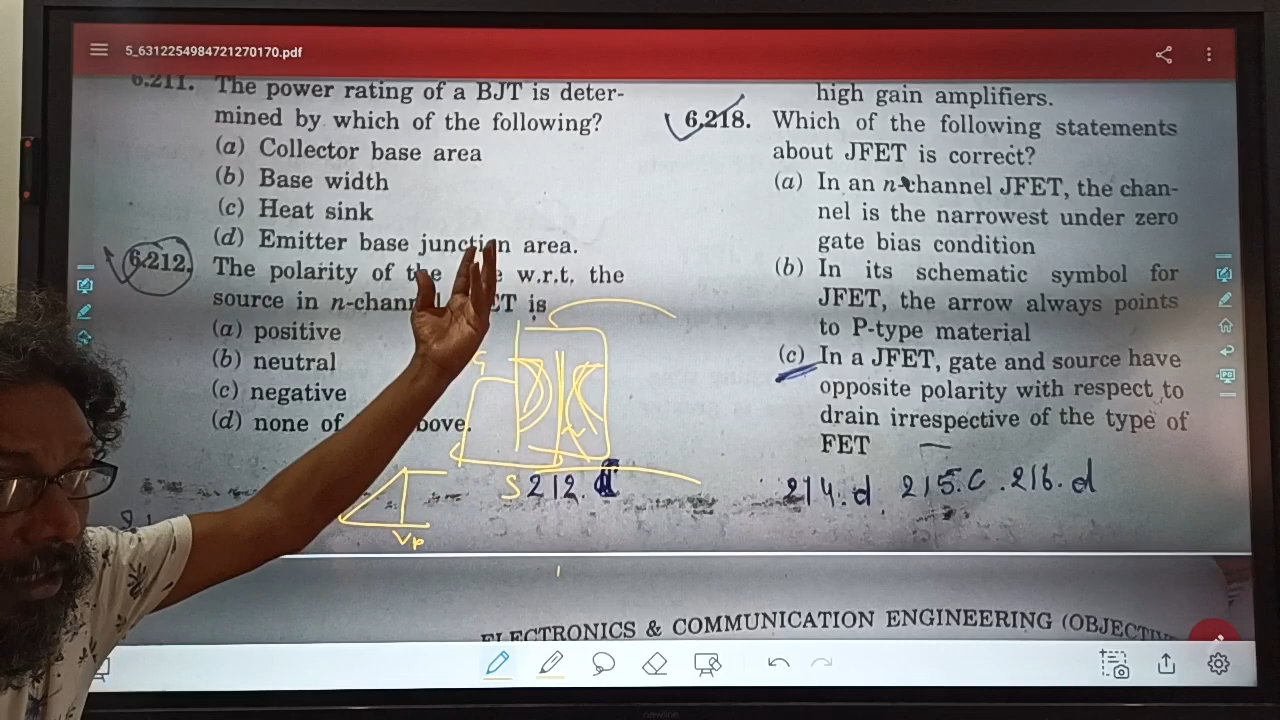 5_6312254984721270170.pdf
6.211. The power rating of a BJT is deter-
mined by which of the following?
(a) Collector base area
(b) Base width
(c) Heat sink
(d) Emitter base junction area.
6.212. The polarity of the w.r.t. the
source in n-chann ET is
(a) positive
(b) neutral
(c) negative
(d) none of bove.
G
S 212.
Vp
high gain amplifiers.
6.218. Which of the following statements
about JFET is correct?
(a) In an n-channel JFET, the chan-
nel is the narrowest under zero
gate bias condition
(b) In its schematic symbol for
JFET, the arrow always points
to P-type material
(c) In a JFET, gate and source have
opposite polarity with respect to
drain irrespective of the type of
FET
214.d 215.C .216.d
ELECTRONICS & COMMUNICATION ENGINEERING (OBJECTIV